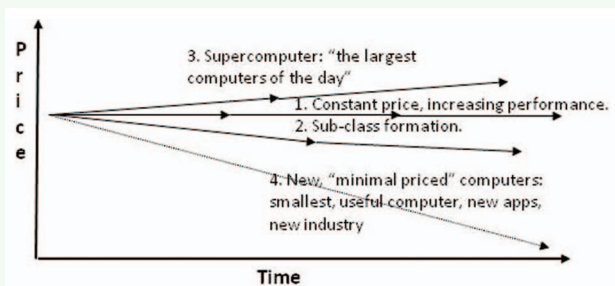 Price
3. Supercomputer: "the largest
computers of the day"
1. Constant price, increasing performance.
2. Sub-class formation.
4. New, "minimal priced" computers:
smallest, useful computer, new apps,
new industry
Time